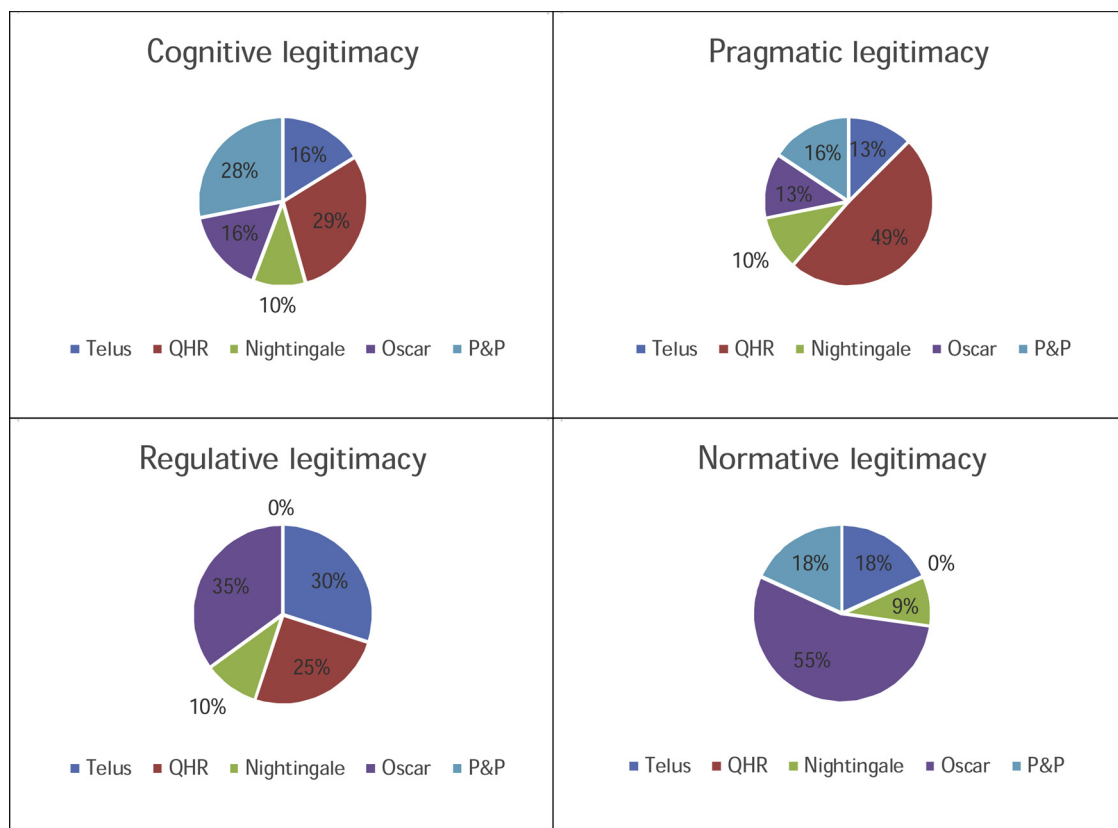 Cognitive legitimacy
16%
29%
10%
16%
28%
Telus QHR Nightingale Oscar P&P
Pragmatic legitimacy
13%
49%
10%
13%
16%
Telus QHR Nightingale Oscar P&P
Regulative legitimacy
0%
30%
25%
10%
35%
Telus QHR Nightingale Oscar P&P
Normative legitimacy
18%
0%
9%
55%
18%
Telus QHR Nightingale Oscar P&P